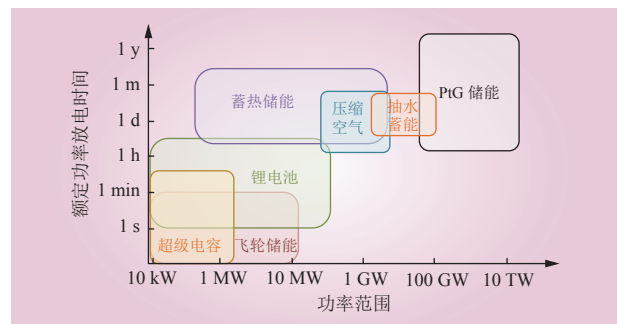 额定功率放电时间
1 y
1 m
1 d
1 h
1 min
1 s
蓄热储能
压缩
空气
抽水
蓄能
PtG 储能
锂电池
超级电容
飞轮储能
10 kW
1 MW
10 MW
1 GW
100 GW
10 TW
功率范围